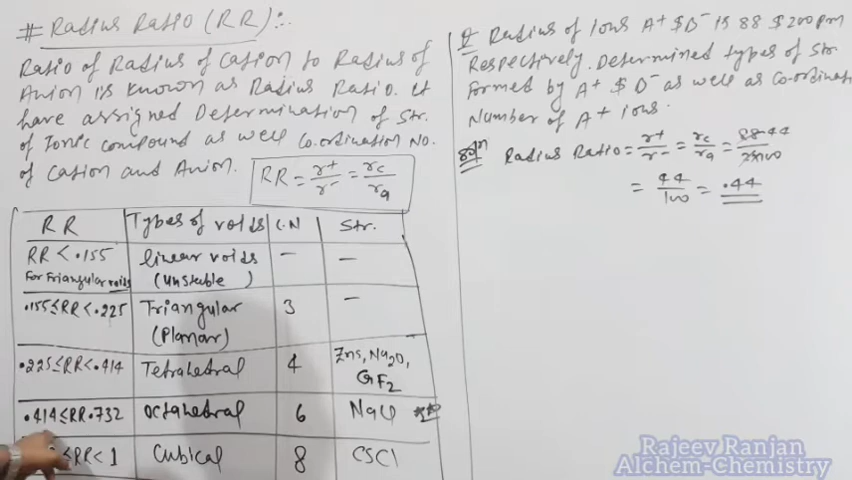 # Radius Ratio (RR):-
Ratio of Radius of Cation to Radius of
Anion is known as Radius Ratio. It
have assigned Determination of Str.
of Ionic compound as well Co.ordination No.
of Cation and Anion.
RR = r+/r- = rc/ra
RR Types of voids C.N Str.
RR < .155 linear voids - -
For Triangular voids (Unstable )
.155≤RR<.225 Triangular 3 -
(Planar)
.225≤RR<.414 Tetrahedral 4 ZnS, Na2O,
CaF2
.414≤RR.732 Octahedral 6 NaCl
≤RR<1 Cubical 8 CSCl
Q Radius of Ions A+ $ B- is 88 $ 200 pm
Respectively. Determined types of Str.
formed by A+ $ B- as well as Co-ordinati
Number of A+ ions.
Soln Radius Ratio = r+/r- = rc/ra = 88 44/200 100
= 44/100 = .44
Rajeev Ranjan
Alchem-Chemistry